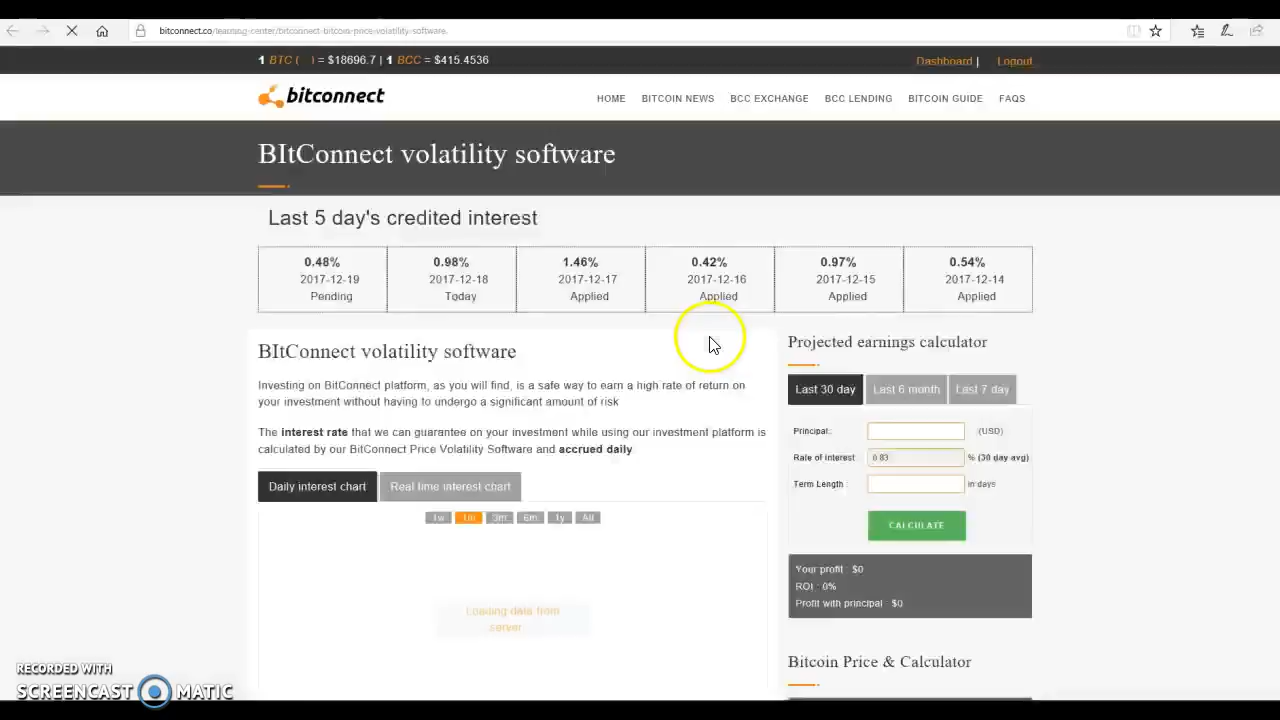 bitconnect.co/learning-center/bitconnect-bitcoin-price-volatility-software.
1 BTC ( ) = $18696.7 | 1 BCC = $415.4536
Dashboard | Logout
bitconnect
HOME BITCOIN NEWS BCC EXCHANGE BCC LENDING BITCOIN GUIDE FAQS
BItConnect volatility software
Last 5 day's credited interest
0.48% 0.98% 1.46% 0.42% 0.97% 0.54%
2017-12-19 2017-12-18 2017-12-17 2017-12-16 2017-12-15 2017-12-14
Pending Today Applied Applied Applied Applied
BItConnect volatility software
Investing on BitConnect platform, as you will find, is a safe way to earn a high rate of return on
your investment without having to undergo a significant amount of risk
The interest rate that we can guarantee on your investment while using our investment platform is
calculated by our BitConnect Price Volatility Software and accrued daily
Daily interest chart Real time interest chart
1w 1m 3m 6m 1y All
Loading data from
server
Projected earnings calculator
Last 30 day Last 6 month Last 7 day
Principal: (USD)
Rate of interest 0.83 % (30 day avg)
Term Length : in days
CALCULATE
Your profit : $0
ROI : 0%
Profit with principal : $0
Bitcoin Price & Calculator
RECORDED WITH
SCREENCAST MATIC